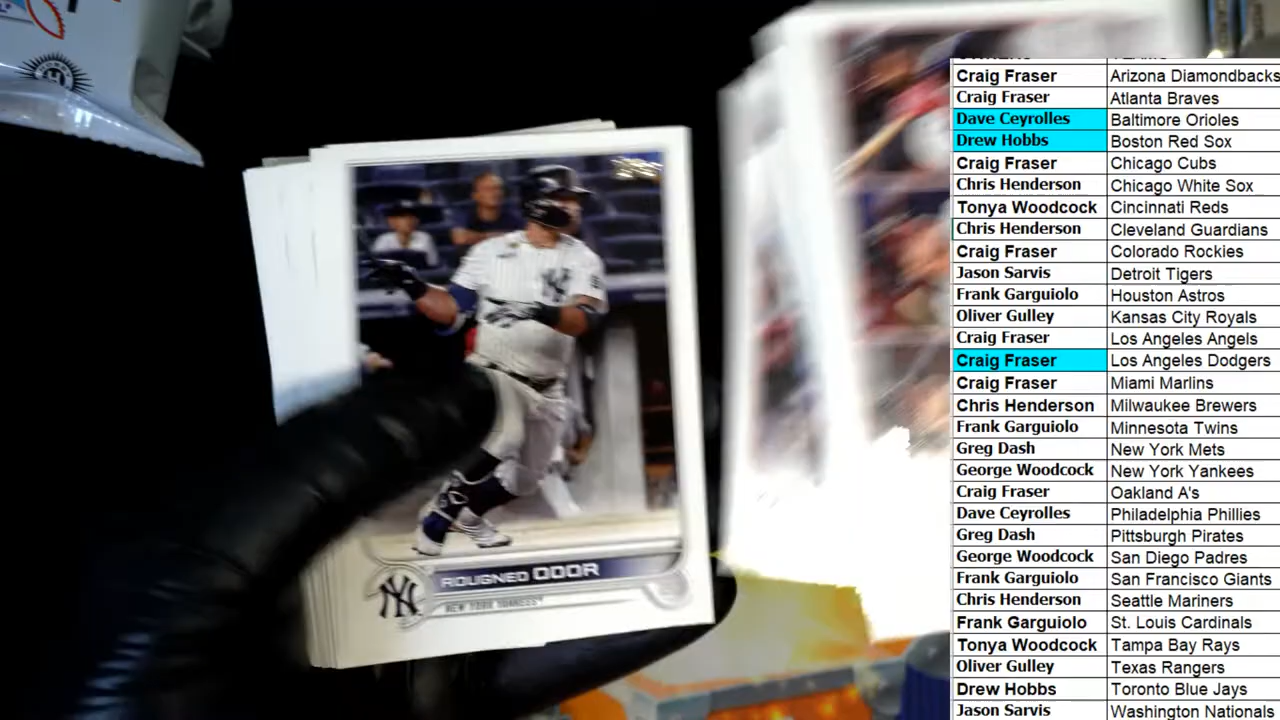 Craig Fraser Arizona Diamondbacks
Craig Fraser Atlanta Braves
Dave Ceyrolles Baltimore Orioles
Drew Hobbs Boston Red Sox
Craig Fraser Chicago Cubs
Chris Henderson Chicago White Sox
Tonya Woodcock Cincinnati Reds
Chris Henderson Cleveland Guardians
Craig Fraser Colorado Rockies
Jason Sarvis Detroit Tigers
Frank Garguiolo Houston Astros
Oliver Gulley Kansas City Royals
Craig Fraser Los Angeles Angels
Craig Fraser Los Angeles Dodgers
Craig Fraser Miami Marlins
Chris Henderson Milwaukee Brewers
Frank Garguiolo Minnesota Twins
Greg Dash New York Mets
George Woodcock New York Yankees
Craig Fraser Oakland A's
Dave Ceyrolles Philadelphia Phillies
Greg Dash Pittsburgh Pirates
George Woodcock San Diego Padres
Frank Garguiolo San Francisco Giants
Chris Henderson Seattle Mariners
Frank Garguiolo St. Louis Cardinals
Tonya Woodcock Tampa Bay Rays
Oliver Gulley Texas Rangers
Drew Hobbs Toronto Blue Jays
Jason Sarvis Washington Nationals
ROUGNED ODOR
NEW YORK YANKEES